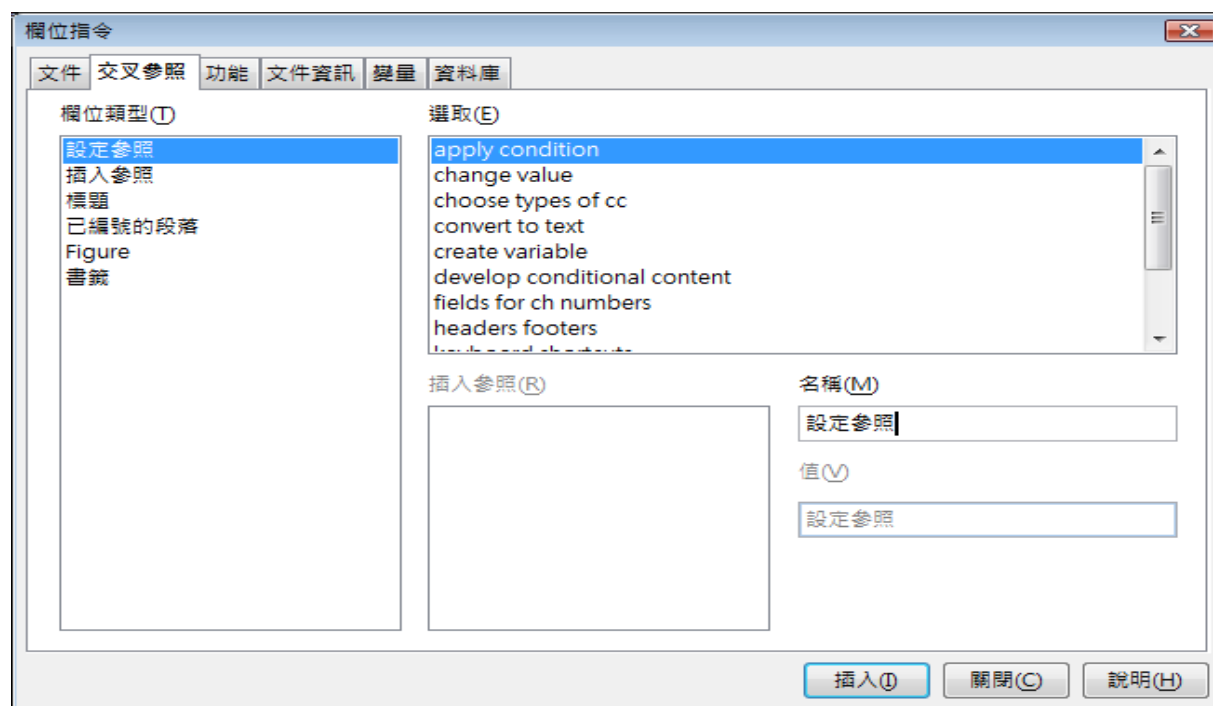 欄位指令
文件 交叉參照 功能 文件資訊 變量 資料庫
欄位類型(T)
設定參照
插入參照
標題
已編號的段落
Figure
書籤
選取(E)
apply condition
change value
choose types of cc
convert to text
create variable
develop conditional content
fields for ch numbers
headers footers
keyboard shortcuts
插入參照(R)
名稱(M)
設定參照
值(V)
設定參照
插入(I) 關閉(C) 說明(H)